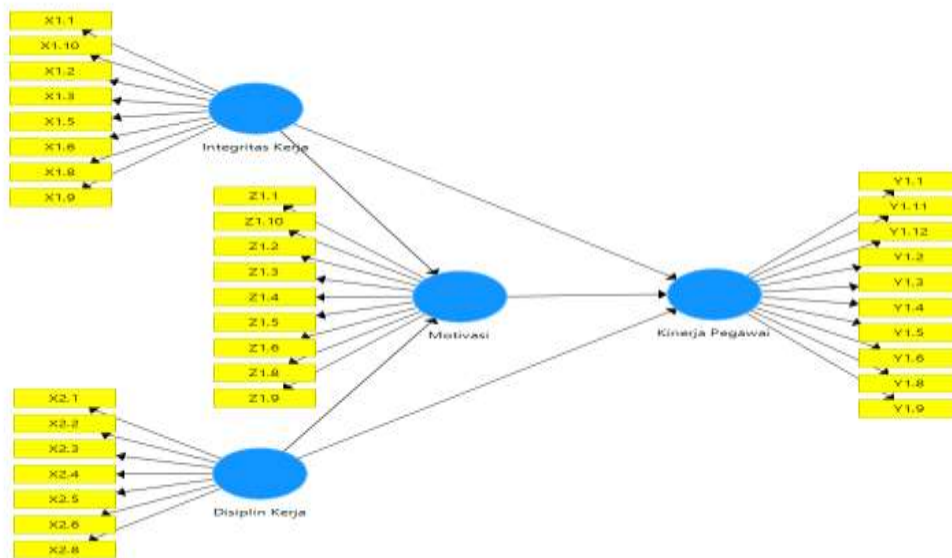 X1.1
X1.10
X1.2
X1.3
X1.5
X1.6
X1.8
X1.9
Integritas Kerja
Z1.1
Z1.10
Z1.2
Z1.3
Z1.4
Z1.5
Z1.6
Z1.8
Z1.9
Motivasi
Y1.1
Y1.11
Y1.12
Y1.2
Y1.3
Y1.4
Y1.5
Y1.6
Y1.8
Y1.9
Kinerja Pegawai
X2.1
X2.2
X2.3
X2.4
X2.5
X2.6
X2.8
Disiplin Kerja